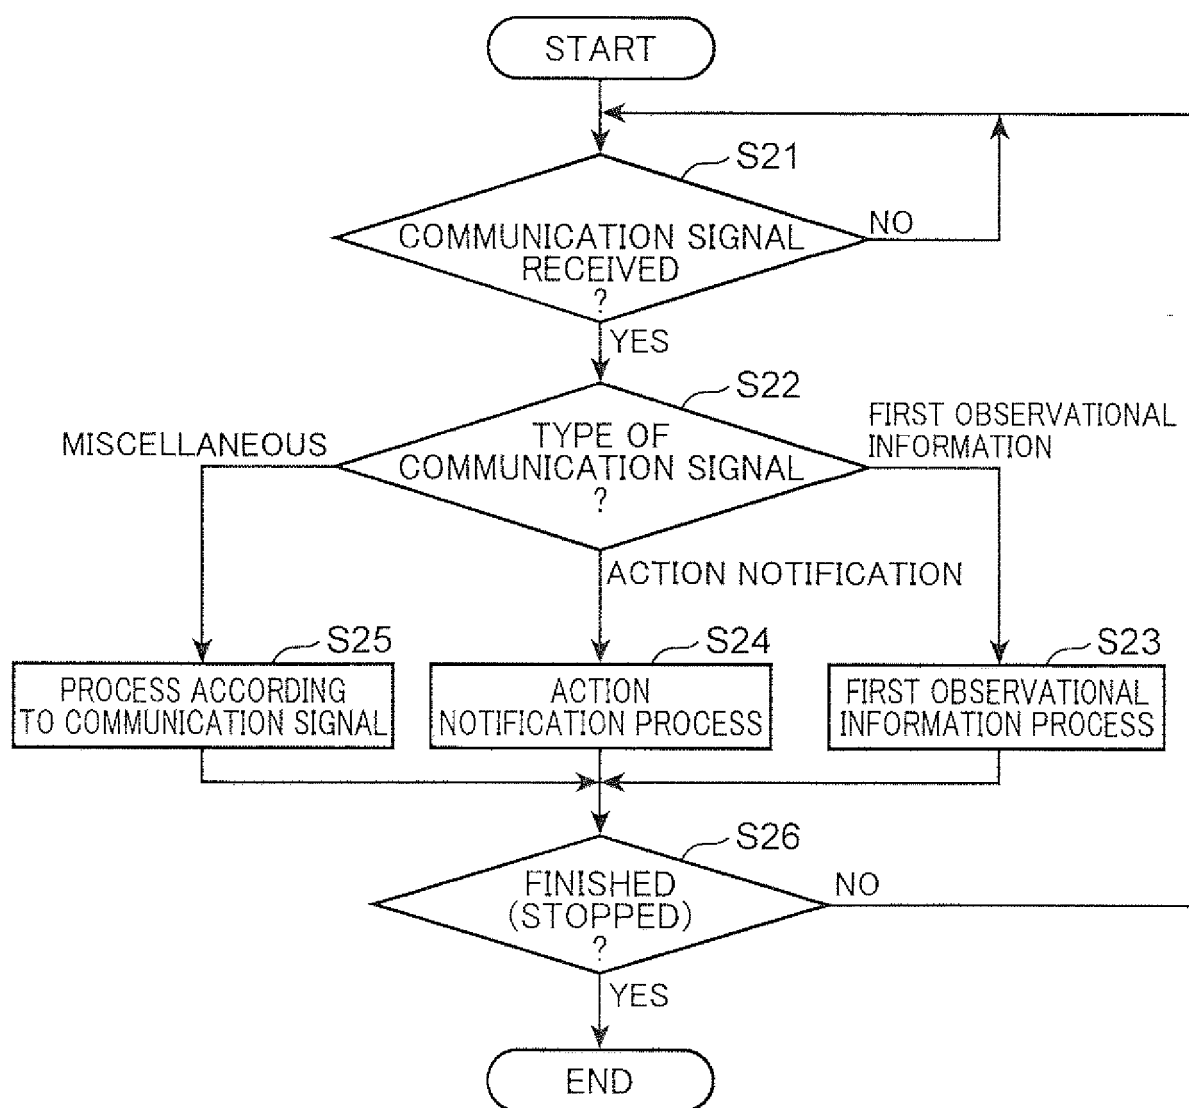 START
S21
COMMUNICATION SIGNAL
RECEIVED
?
NO
YES
S22
MISCELLANEOUS
TYPE OF
COMMUNICATION SIGNAL
?
FIRST OBSERVATIONAL
INFORMATION
ACTION NOTIFICATION
S25
PROCESS ACCORDING
TO COMMUNICATION SIGNAL
S24
ACTION
NOTIFICATION PROCESS
S23
FIRST OBSERVATIONAL
INFORMATION PROCESS
S26
FINISHED
(STOPPED)
?
NO
YES
END